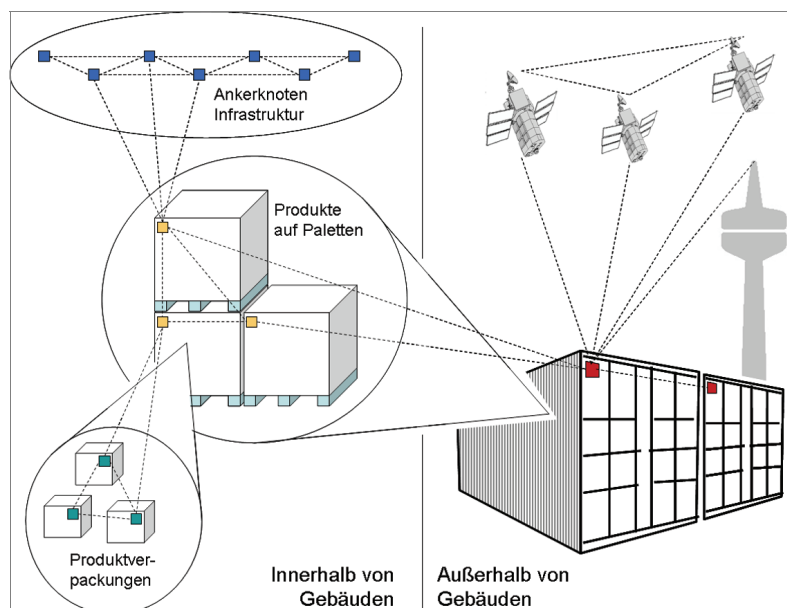 Ankerknoten
Infrastruktur
Produkte
auf Paletten
Produktver-
packungen
Innerhalb von
Gebäuden
Außerhalb von
Gebäuden